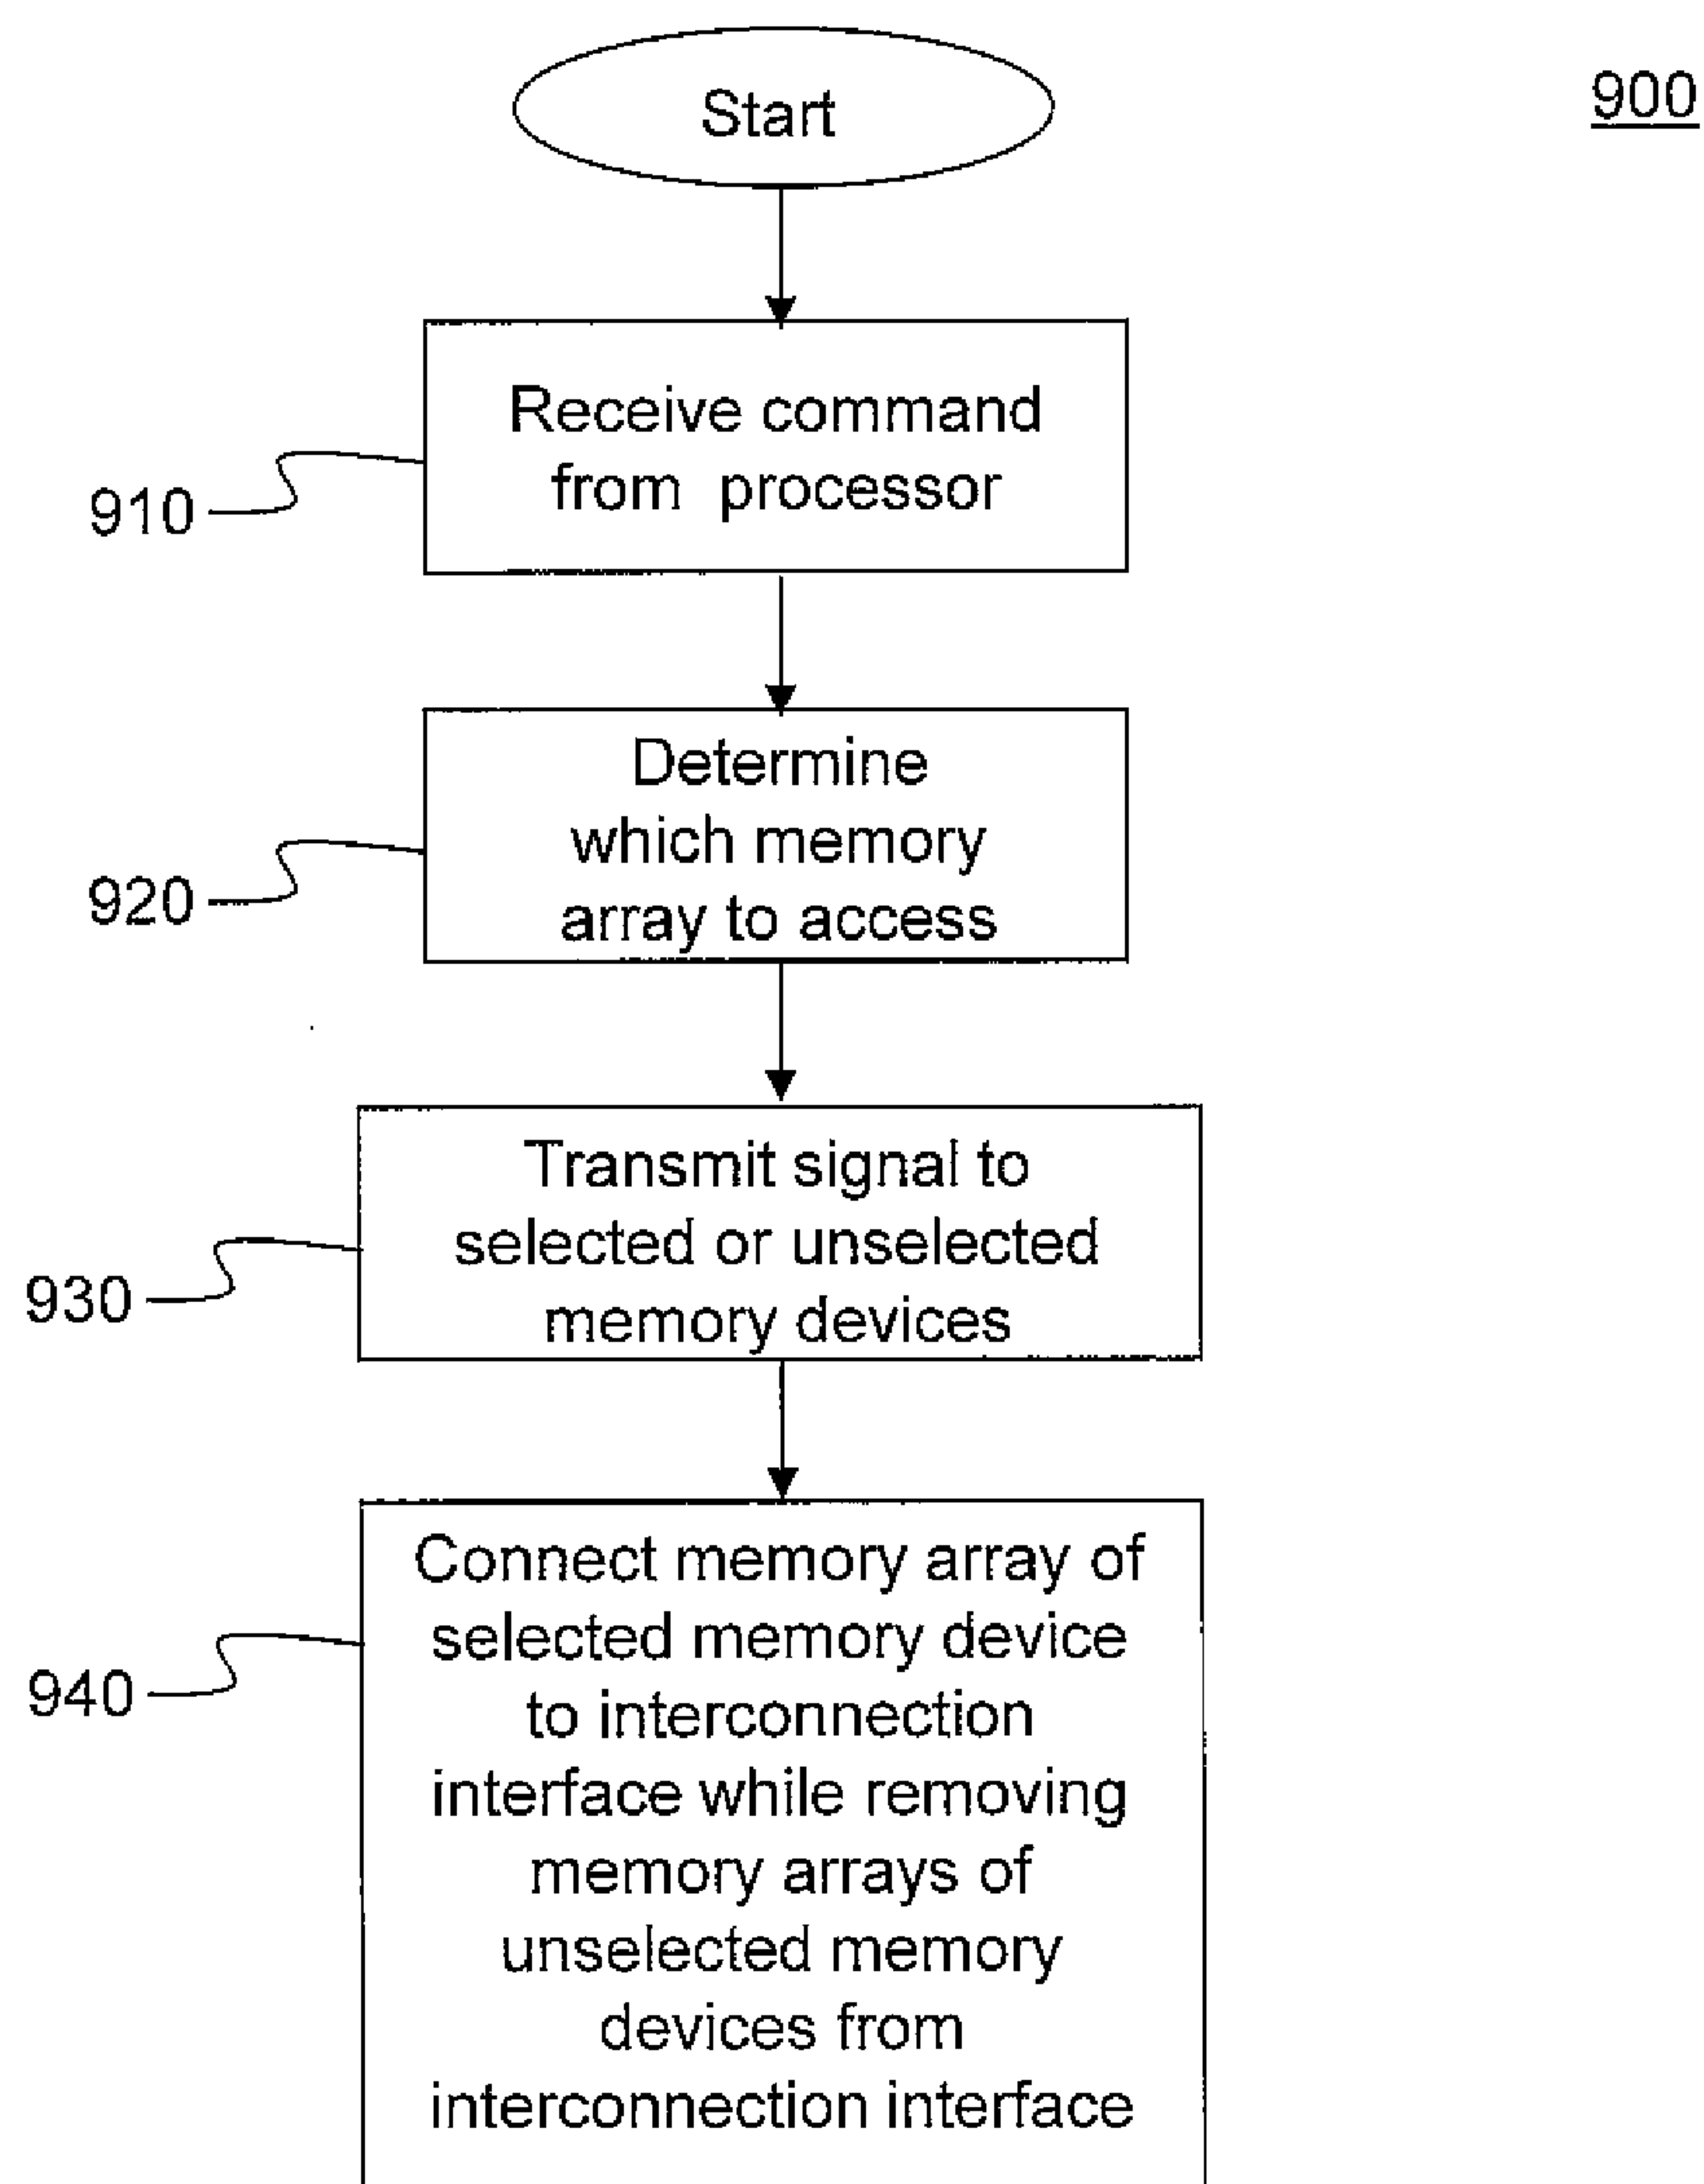 Start
900
Receive command
from processor
910
Determine
which memory
array to access
920
Transmit signal to
selected or unselected
memory devices
930
Connect memory array of
selected memory device
to interconnection
interface while removing
memory arrays of
unselected memory
devices from
interconnection interface
940